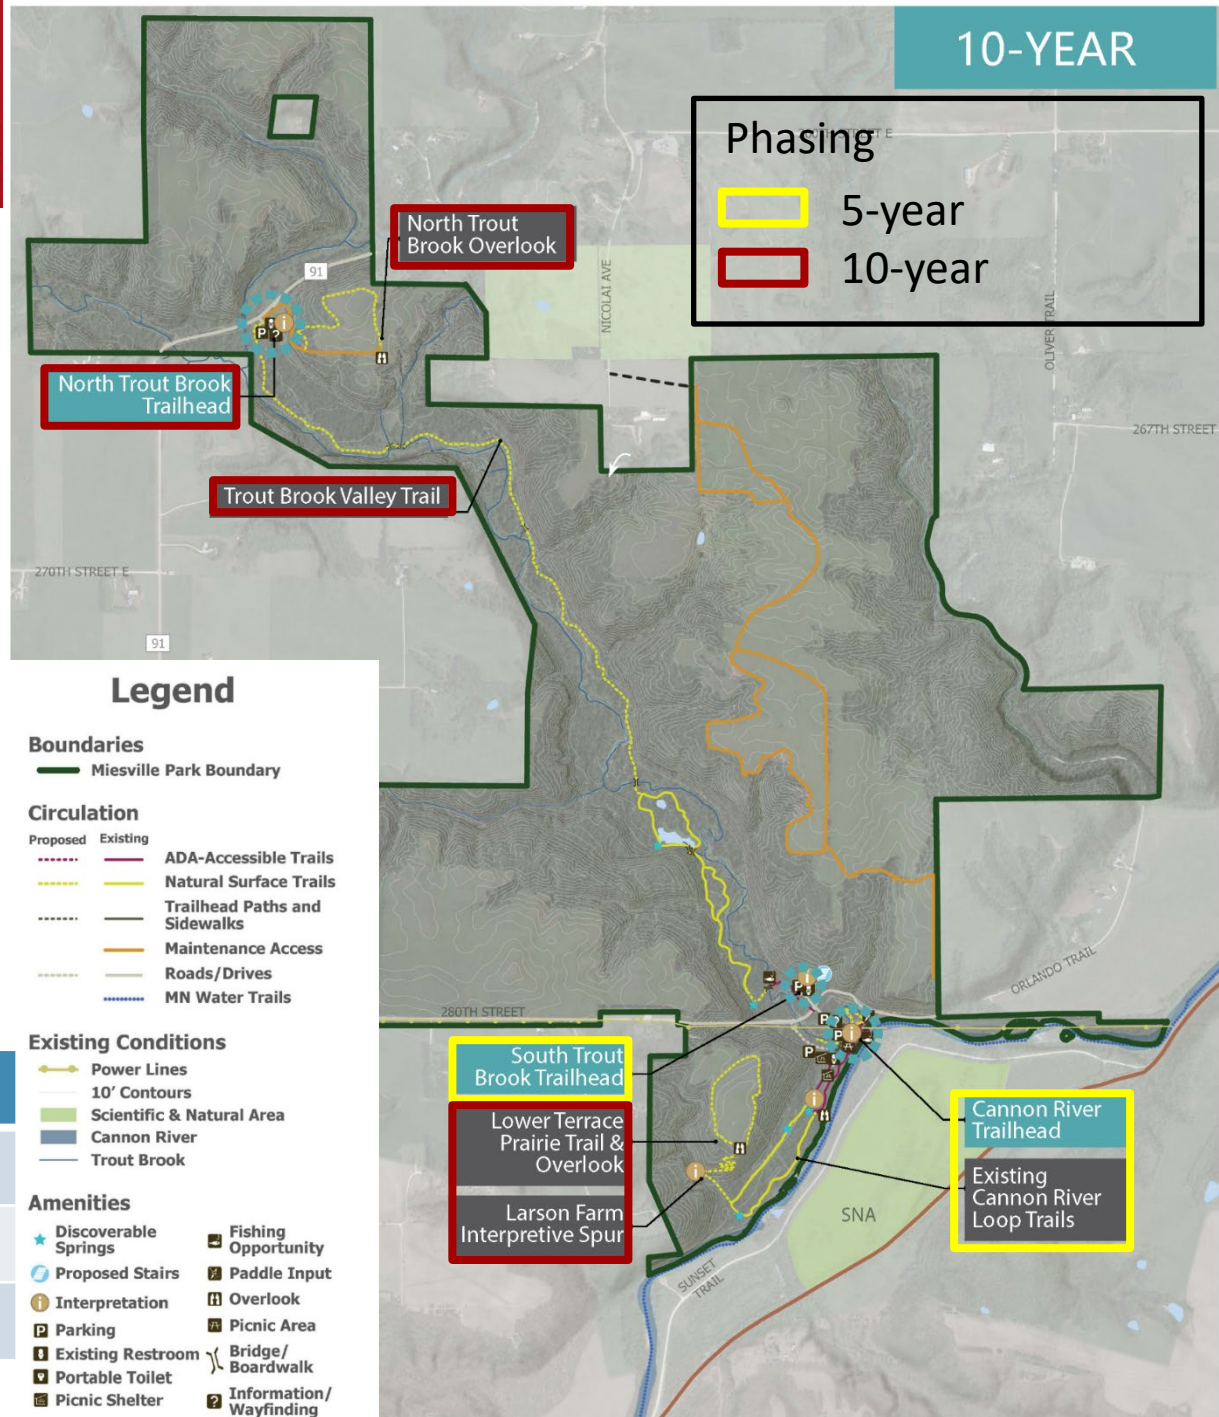 10-YEAR
Phasing
5-year
10-year
North Trout
Brook Overlook
91
NICOLAI AVE
OLIVER TRAIL
North Trout Brook
Trailhead
267TH STREET
Trout Brook Valley Trail
270TH STREET E
91
Legend
Boundaries
Miesville Park Boundary
Circulation
Proposed Existing
ADA-Accessible Trails
Natural Surface Trails
Trailhead Paths and
Sidewalks
Maintenance Access
Roads/Drives
MN Water Trails
Existing Conditions
Power Lines
10' Contours
Scientific & Natural Area
Cannon River
Trout Brook
Amenities
Discoverable
Springs
Proposed Stairs
Interpretation
Parking
Existing Restroom
Portable Toilet
Picnic Shelter
Fishing
Opportunity
Paddle Input
Overlook
Picnic Area
Bridge/
Boardwalk
Information/
Wayfinding
280TH STREET
ORLANDO TRAIL
South Trout
Brook Trailhead
Lower Terrace
Prairie Trail &
Overlook
Larson Farm
Interpretive Spur
Cannon River
Trailhead
Existing
Cannon River
Loop Trails
SNA
SUNSET
TRAIL